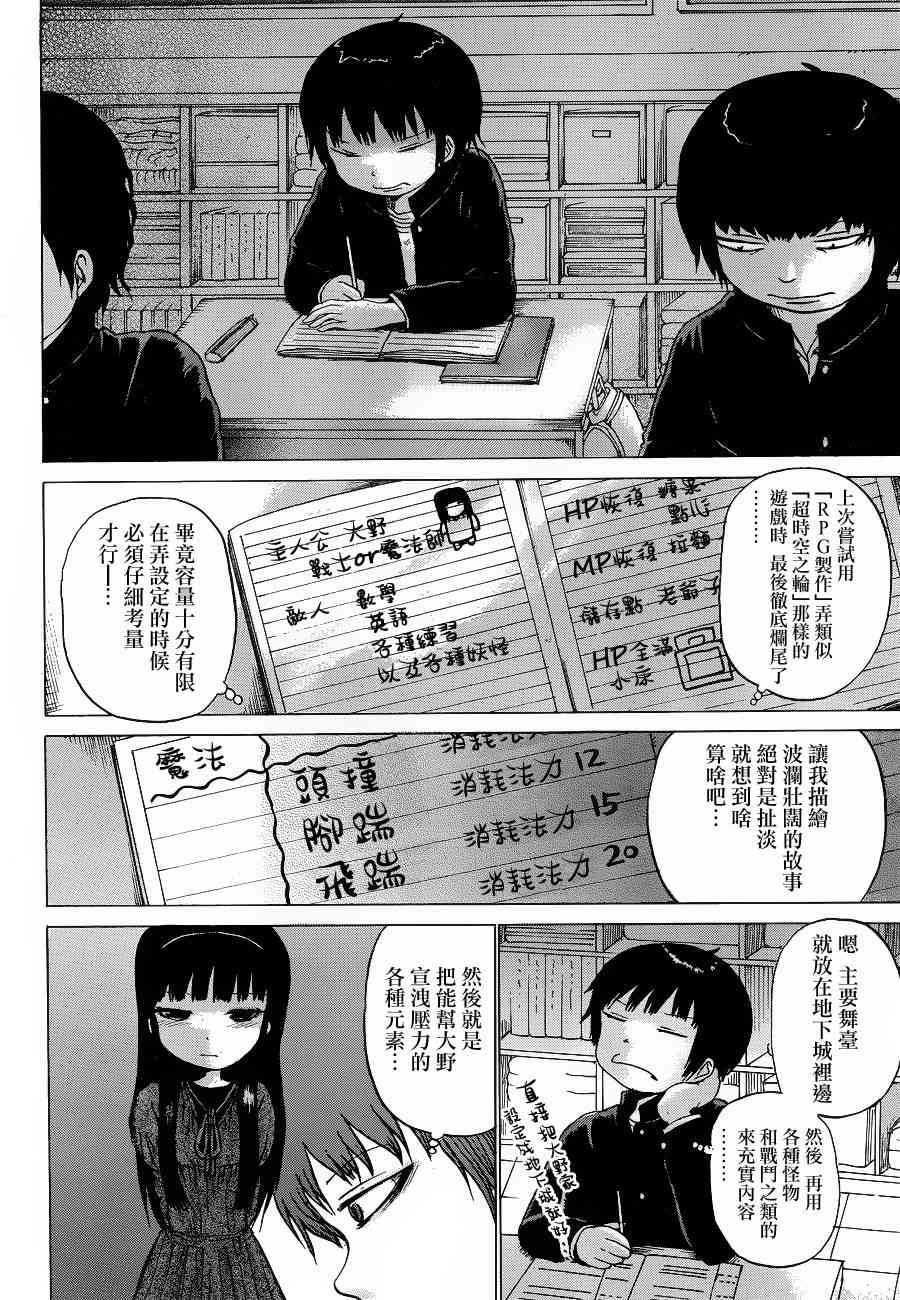 上次嘗試用
「RPG製作」弄類似
「超時空之輪」那樣的
遊戲時 最後徹底爛尾了
………
HP恢復 糖果
點心
MP恢復 拉麵
儲存點 老爺子
HP全滿
小床
主人公 大野
戰士or魔法師
敵人 數學
英語
各種練習
以及各種妖怪
畢竟容量十分有限
在弄設定的時候
必須仔細考量
才行—
讓我描繪
波瀾壯闊的故事
絕對是扯淡
就想到啥
算啥吧…
魔法
消耗法力
頭撞 消耗法力 12
腳踹 消耗法力 15
飛踹 消耗法力 20
嗯 主要舞臺
就放在地下城裡邊
然後 再用
各種怪物
和戰鬥之類的
來充實內容
………
直接把大野家
設定成地下城就好…
然後就是
把能幫大野
宣洩壓力的
各種元素…